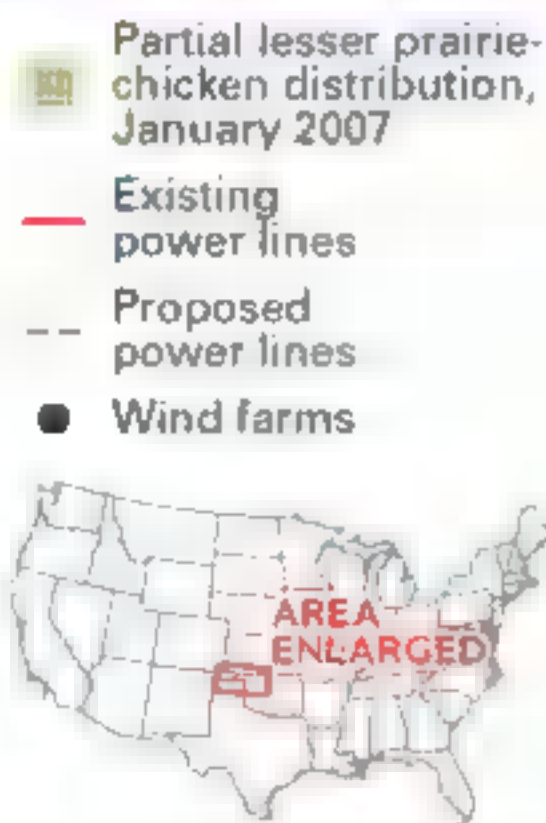 Partial lesser prairie-
chicken distribution,
January 2007
Existing
power lines
Proposed
power lines
Wind farms
AREA
ENLARGED